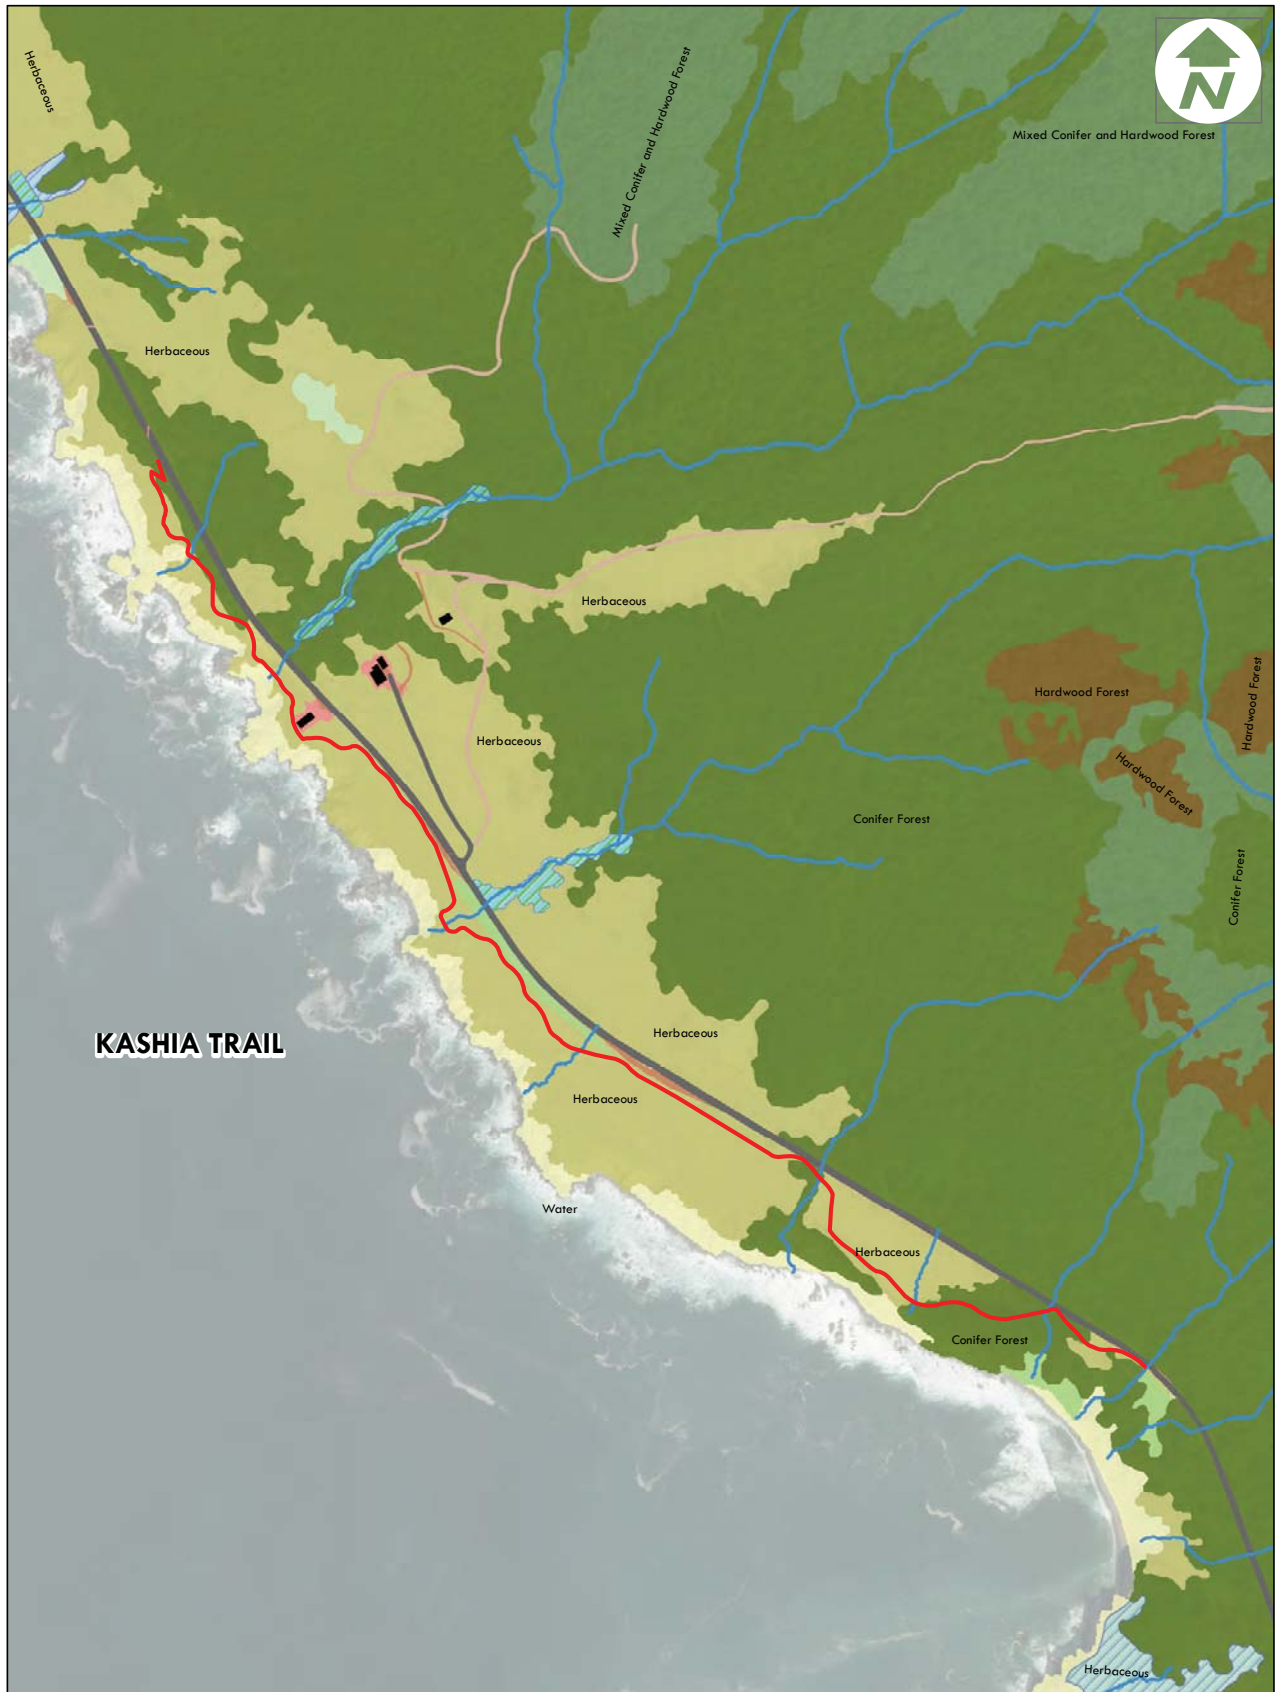 Herbaceous
N
Mixed Conifer and Hardwood Forest
Mixed Conifer and Hardwood Forest
Herbaceous
Herbaceous
Hardwood Forest
Hardwood Forest
Herbaceous
Hardwood Forest
Conifer Forest
Conifer Forest
Herbaceous
KASHIA TRAIL
Herbaceous
Water
Herbaceous
Conifer Forest
Herbaceous